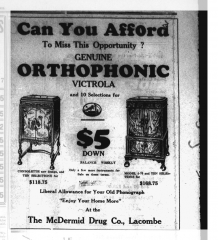 Can You Afford
To Miss This Opportunity ?
GENUINE
ORTHOPHONIC
VICTROLA
and 10 Selections for
$5
DOWN
BALANCE WEEKLY
$118.75
$168.75
Liberal Allowance for Your Old Phonograph
"Enjoy Your Home More"
At the
The McDermid Drug Co., Lacombe